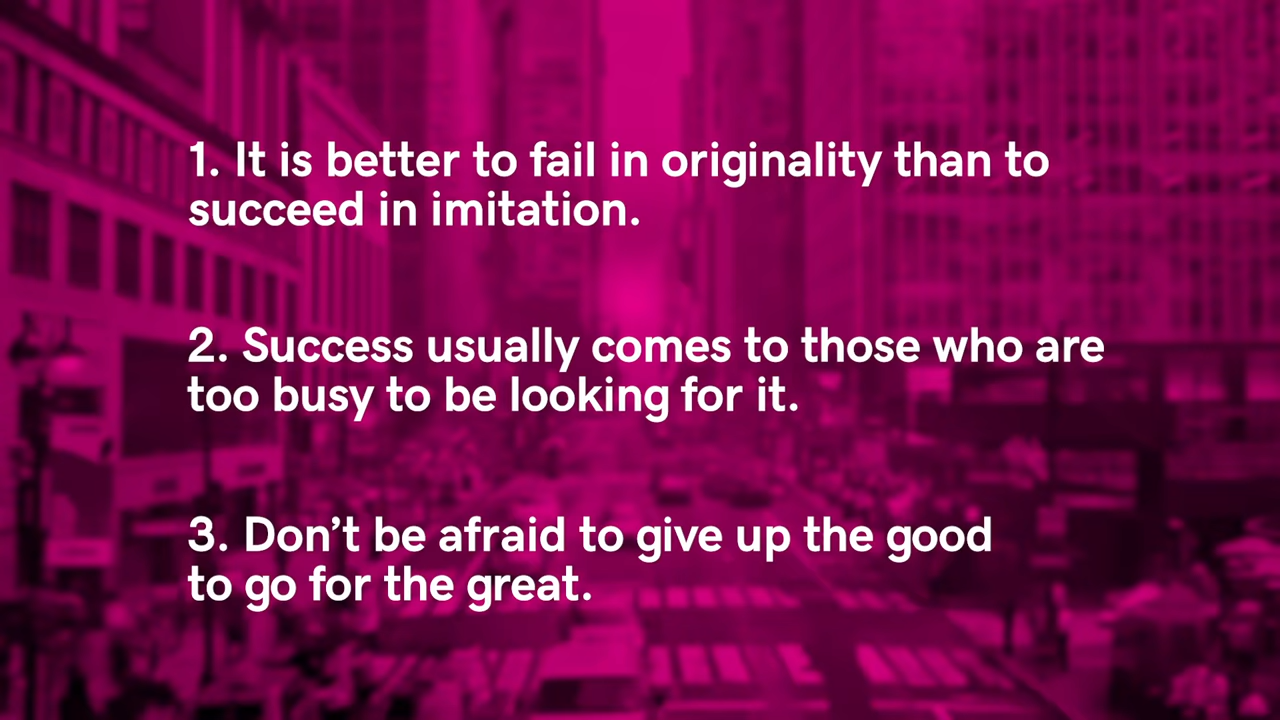 1. It is better to fail in originality than to
succeed in imitation.
2. Success usually comes to those who are
too busy to be looking for it.
3. Don’t be afraid to give up the good
to go for the great.